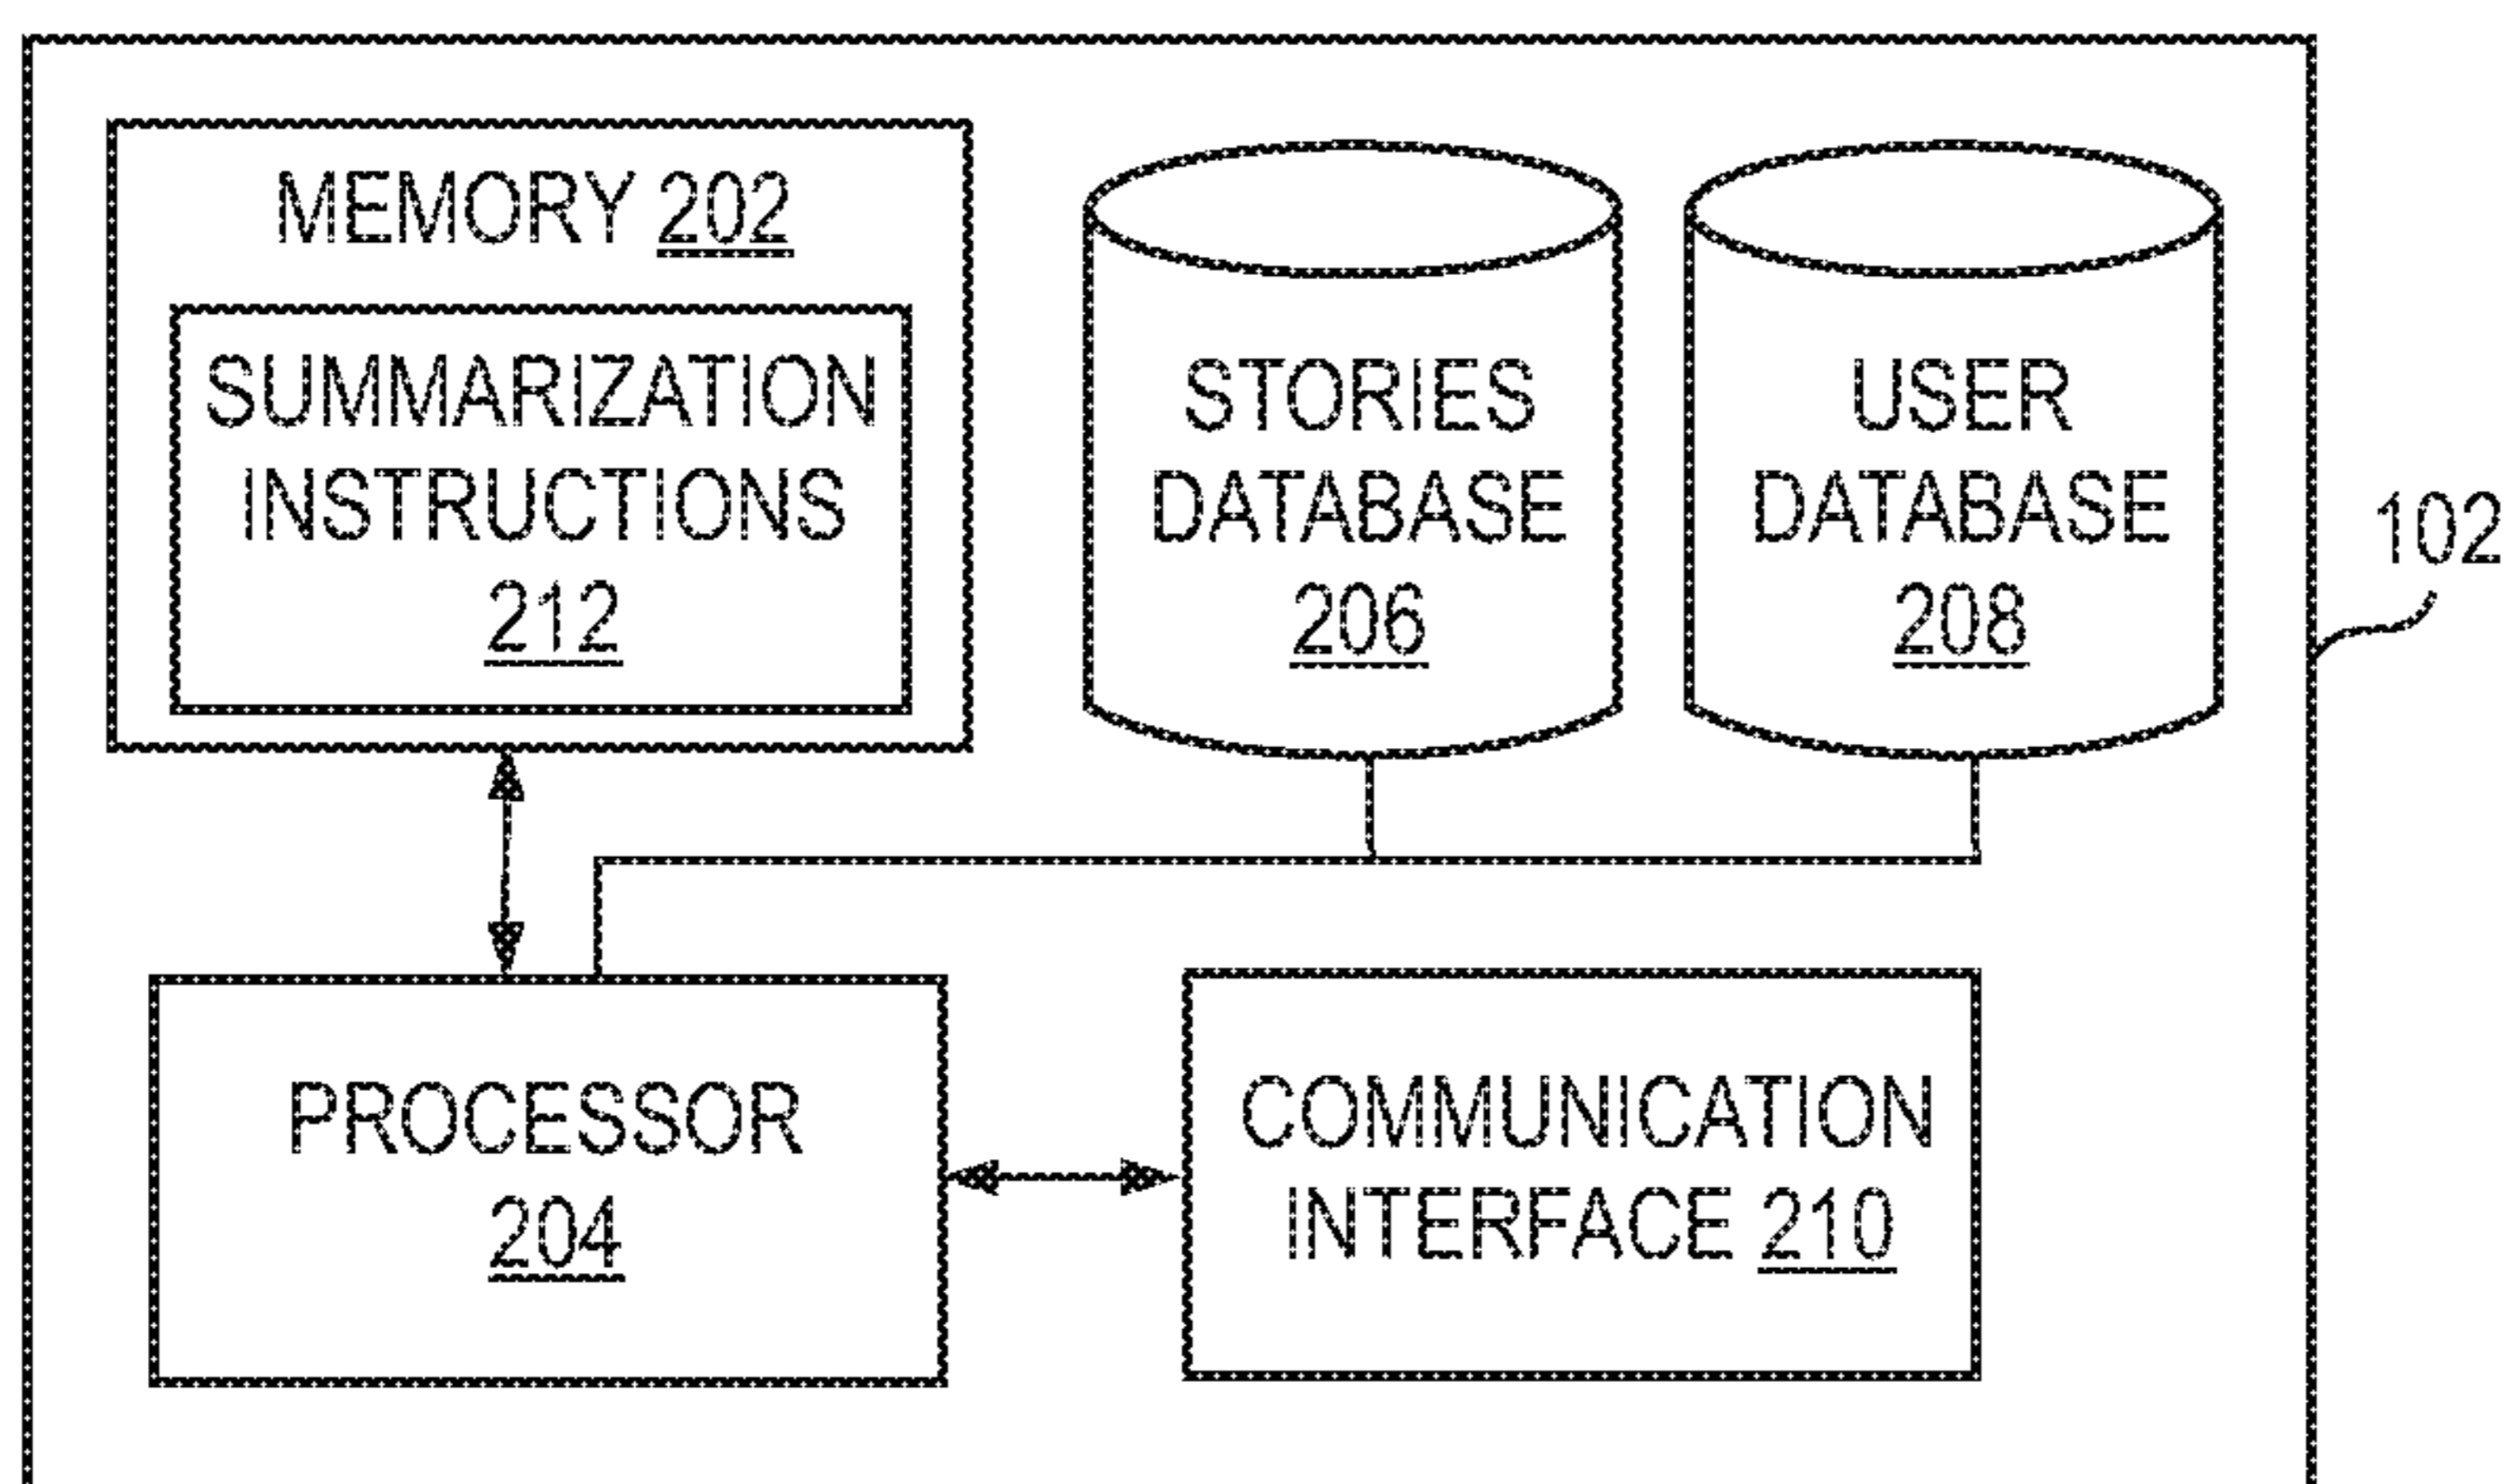 MEMORY 202
SUMMARIZATION
INSTRUCTIONS
212
STORIES
DATABASE
206
USER
DATABASE
208
102
PROCESSOR
204
COMMUNICATION
INTERFACE 210